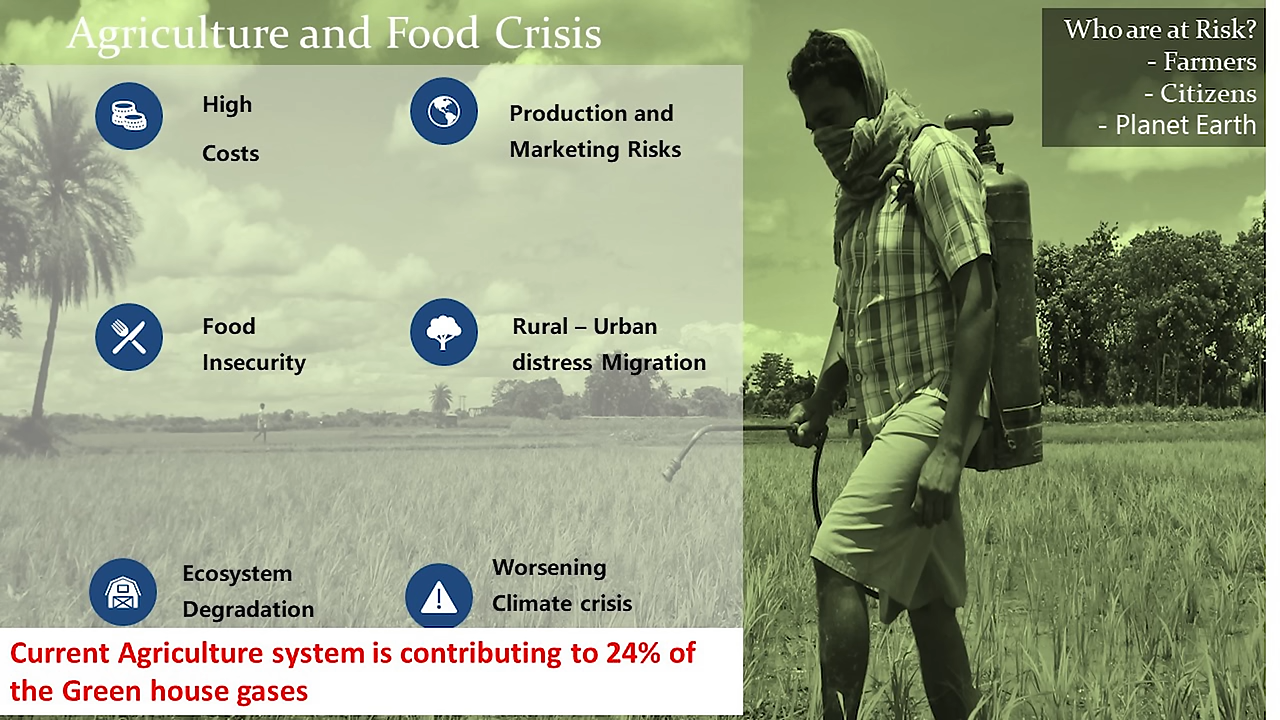 Agriculture and Food Crisis
Who are at Risk?
- Farmers
- Citizens
- Planet Earth
High
Costs
Production and
Marketing Risks
Food
Insecurity
Rural – Urban
distress Migration
Ecosystem
Degradation
Worsening
Climate crisis
Current Agriculture system is contributing to 24% of
the Green house gases